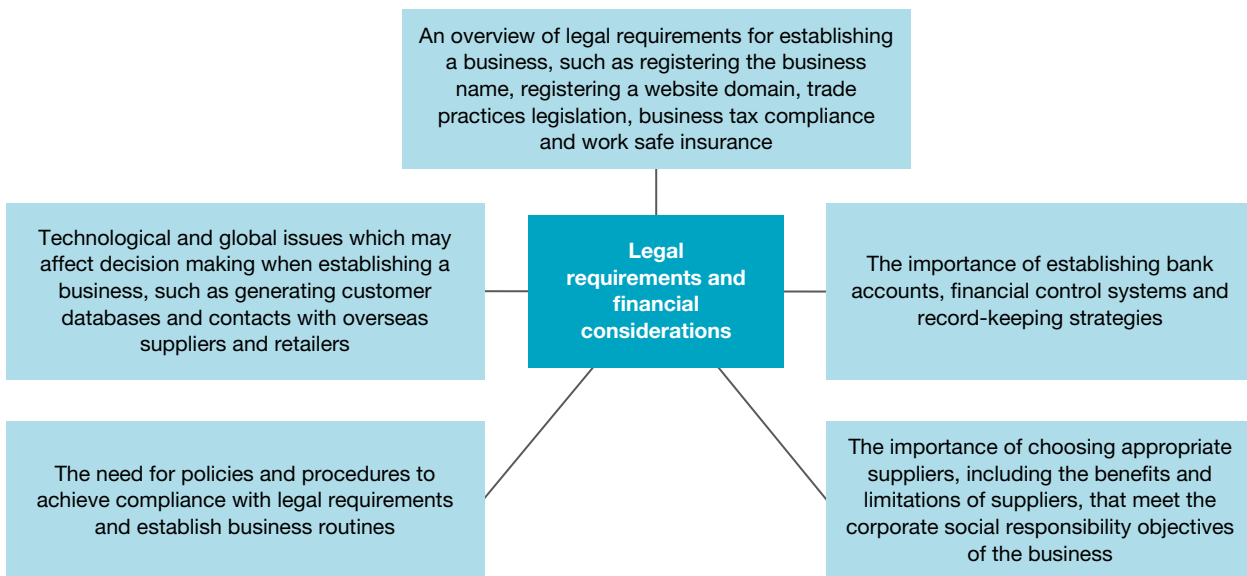 An overview of legal requirements for establishing
a business, such as registering the business
name, registering a website domain, trade
practices legislation, business tax compliance
and work safe insurance
Technological and global issues which may
affect decision making when establishing a
business, such as generating customer
databases and contacts with overseas
suppliers and retailers
Legal
requirements and
financial
considerations
The importance of establishing bank
accounts, financial control systems and
record-keeping strategies
The need for policies and procedures to
achieve compliance with legal requirements
and establish business routines
The importance of choosing appropriate
suppliers, including the benefits and
limitations of suppliers, that meet the
corporate social responsibility objectives
of the business